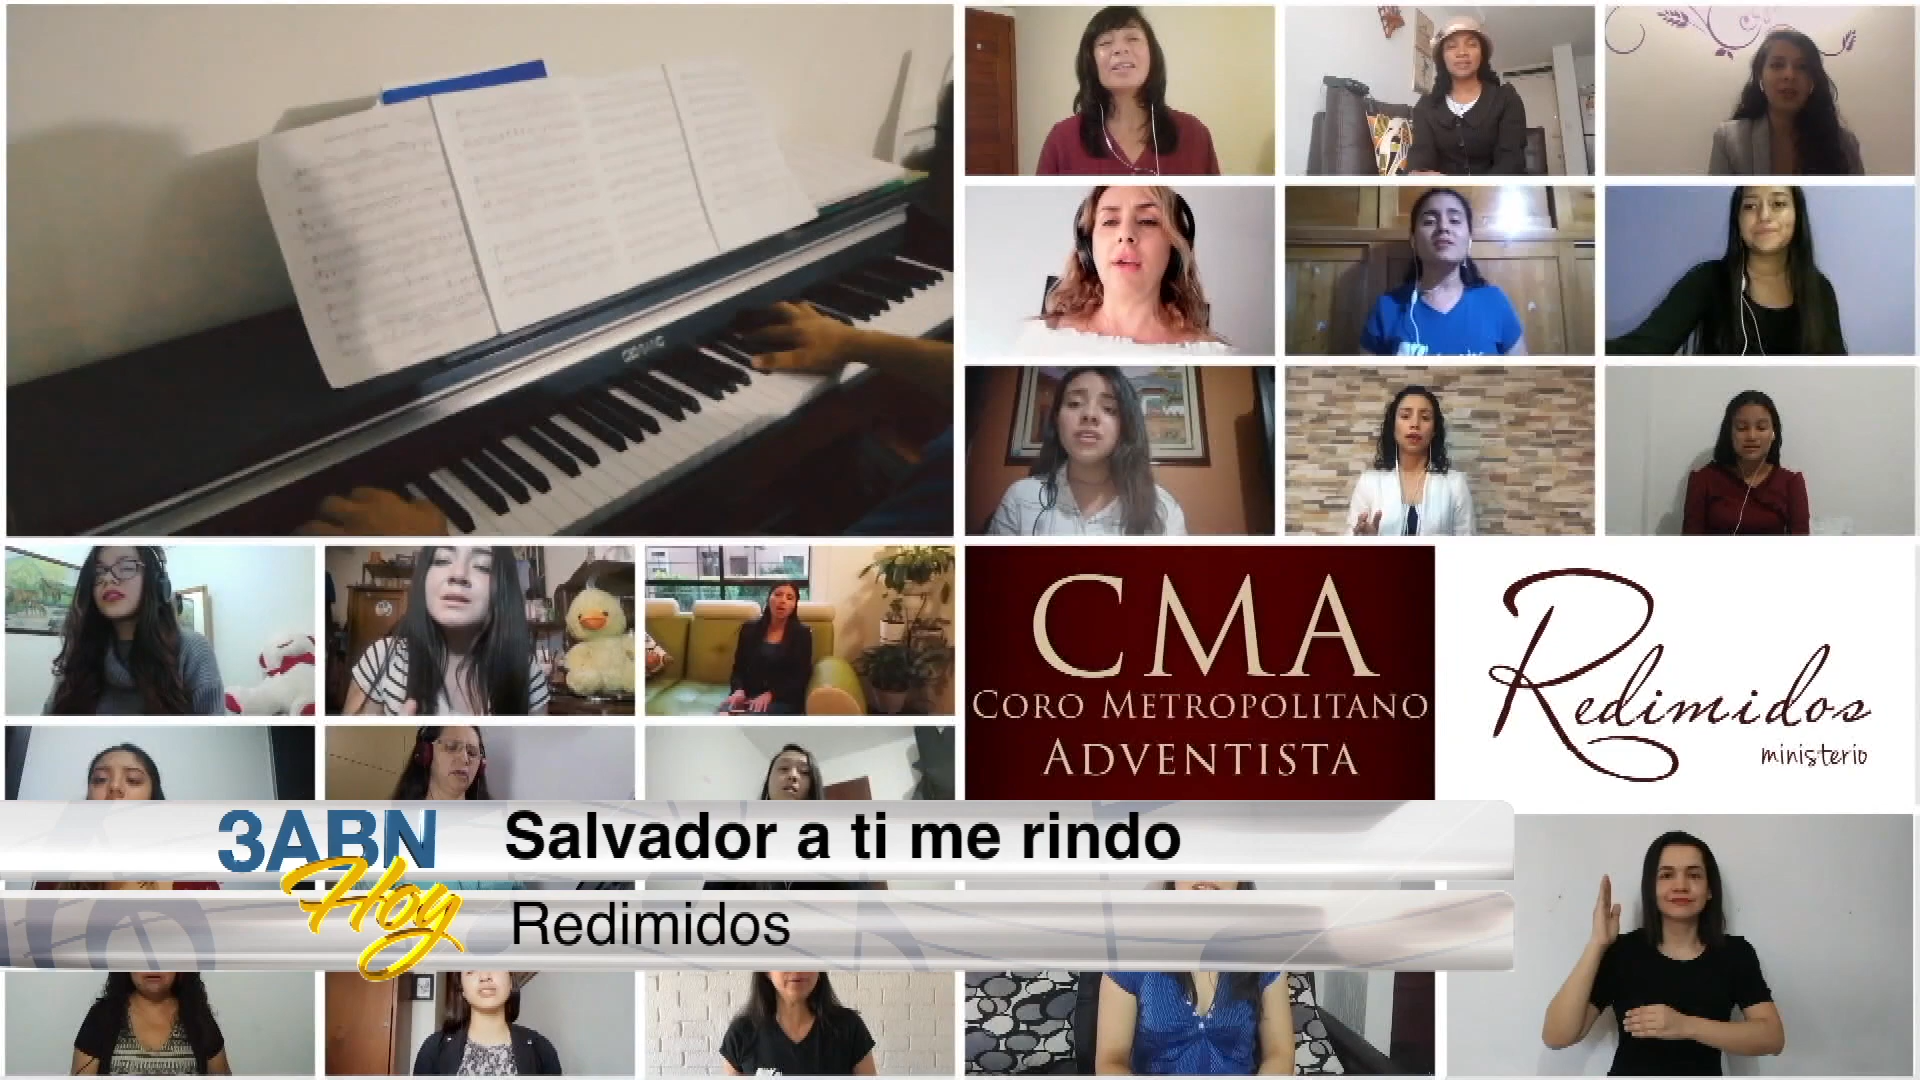 CMA
CORO METROPOLITANO
ADVENTISTA
Redimidos
ministerio
3ABN
Hoy
Salvador a ti me rindo
Redimidos